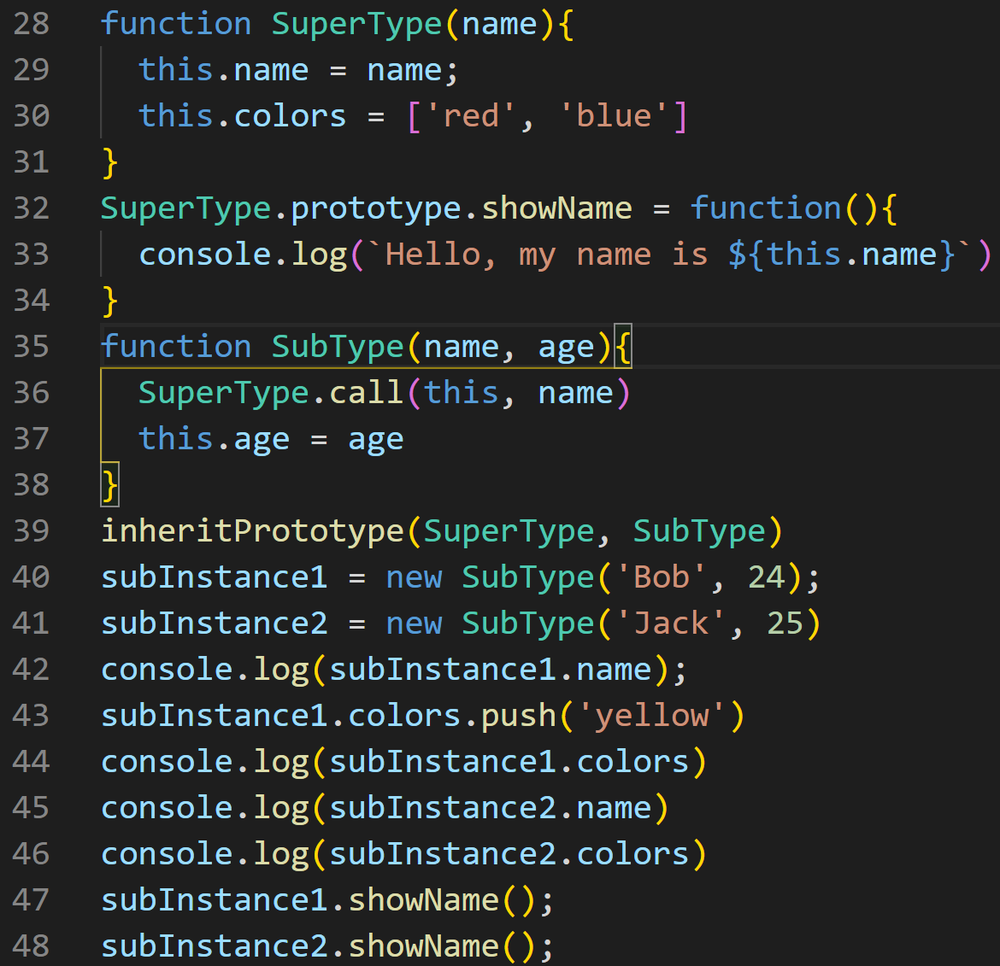 28 function SuperType(name){
29   this.name = name;
30   this.colors = ['red', 'blue']
31 }
32 SuperType.prototype.showName = function(){
33   console.log(`Hello, my name is ${this.name}`)
34 }
35 function SubType(name, age){
36   SuperType.call(this, name)
37   this.age = age
38 }
39 inheritPrototype(SuperType, SubType)
40 subInstance1 = new SubType('Bob', 24);
41 subInstance2 = new SubType('Jack', 25)
42 console.log(subInstance1.name);
43 subInstance1.colors.push('yellow')
44 console.log(subInstance1.colors)
45 console.log(subInstance2.name)
46 console.log(subInstance2.colors)
47 subInstance1.showName();
48 subInstance2.showName();